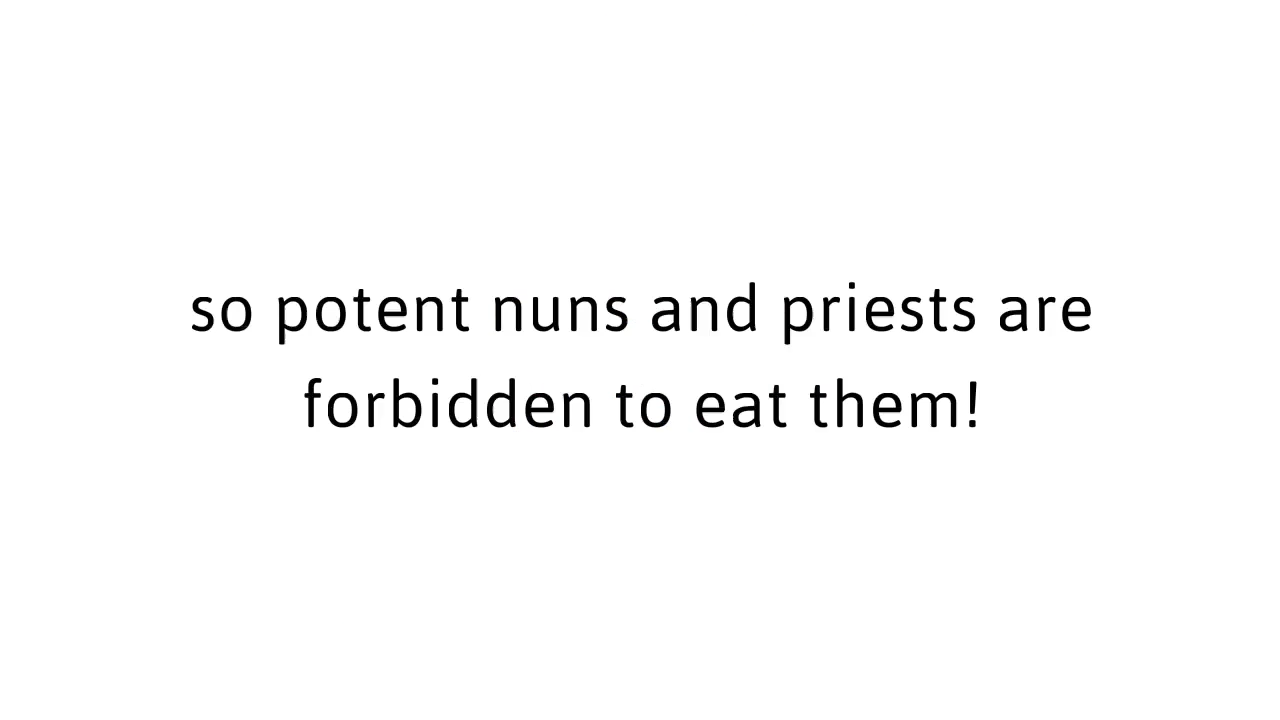 so potent nuns and priests are
forbidden to eat them!